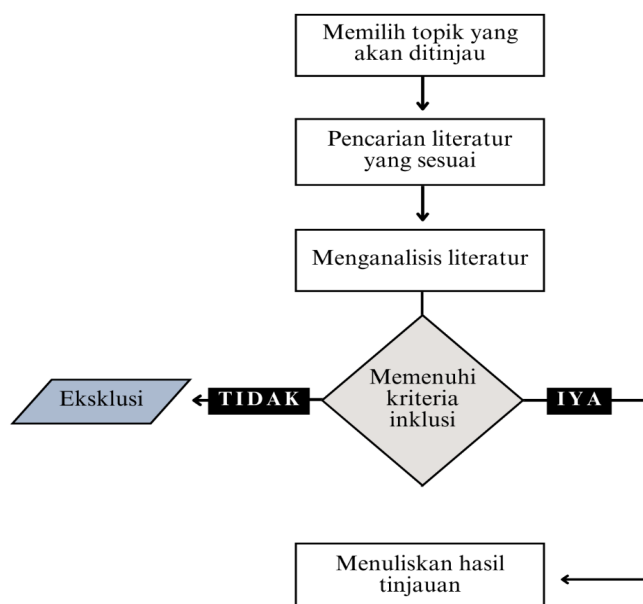 Memilih topik yang
akan ditinjau
Pencarian literatur
yang sesuai
Menganalisis literatur
Memenuhi
kriteria
inklusi
Eksklusi
TIDAK
IYA
Menuliskan hasil
tinjauan